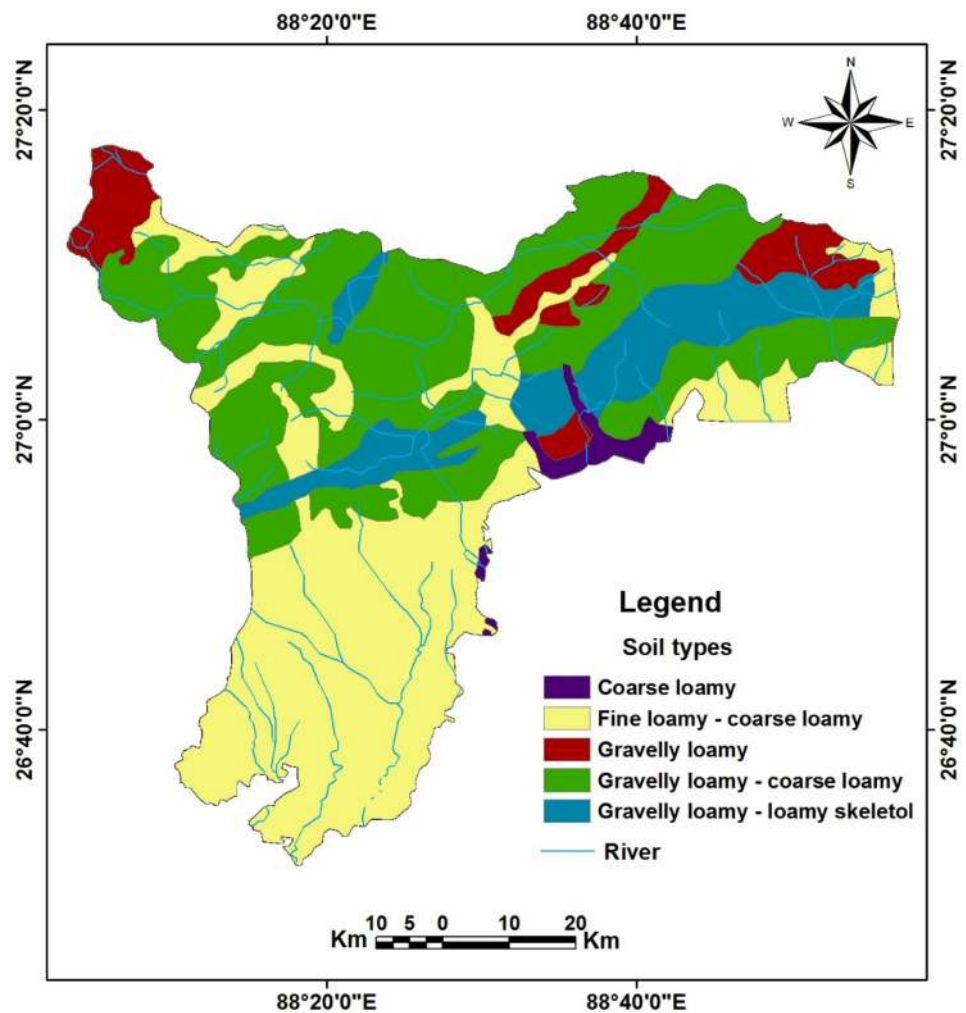 88°20'0"E 88°40'0"E
N
W E
S
27°20'0"N 27°20'0"N
27°0'0"N 27°0'0"N
Legend
Soil types
Coarse loamy
26°40'0"N 26°40'0"N
Fine loamy - coarse loamy
Gravelly loamy
Gravelly loamy - coarse loamy
Gravelly loamy - loamy skeletol
River
10 5 0 10 20
Km Km
88°20'0"E 88°40'0"E